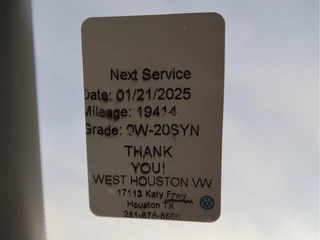 Next Service
Date: 01/21/2025
Mileage: 19414
Grade: 0W-20SYN
THANK
YOU!
WEST HOUSTON VW
17113 Katy Frwy
Houston TX